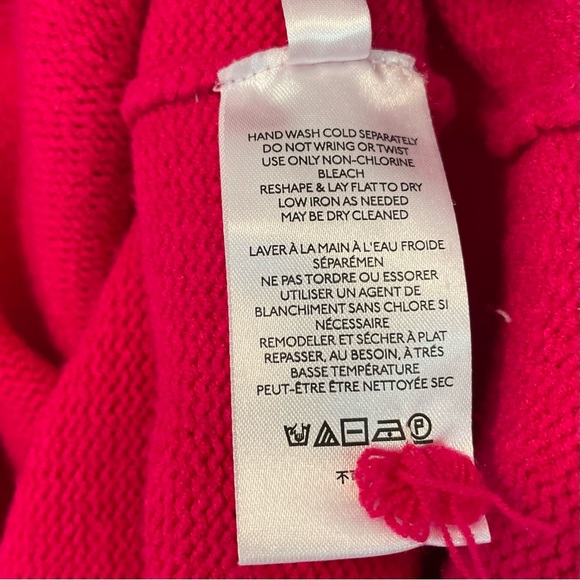 HAND WASH COLD SEPARATELY
DO NOT WRING OR TWIST
USE ONLY NON-CHLORINE
BLEACH
RESHAPE & LAY FLAT TO DRY
LOW IRON AS NEEDED
MAY BE DRY CLEANED
LAVER À LA MAIN À L'EAU FROIDE
SÉPARÉMEN
NE PAS TORDRE OU ESSORER
UTILISER UN AGENT DE
BLANCHIMENT SANS CHLORE SI
NÉCESSAIRE
REMODELER ET SÉCHER À PLAT
REPASSER, AU BESOIN, À TRÉS
BASSE TEMPÉRATURE
PEUT-ÊTRE ÊTRE NETTOYÉE SEC
P
不